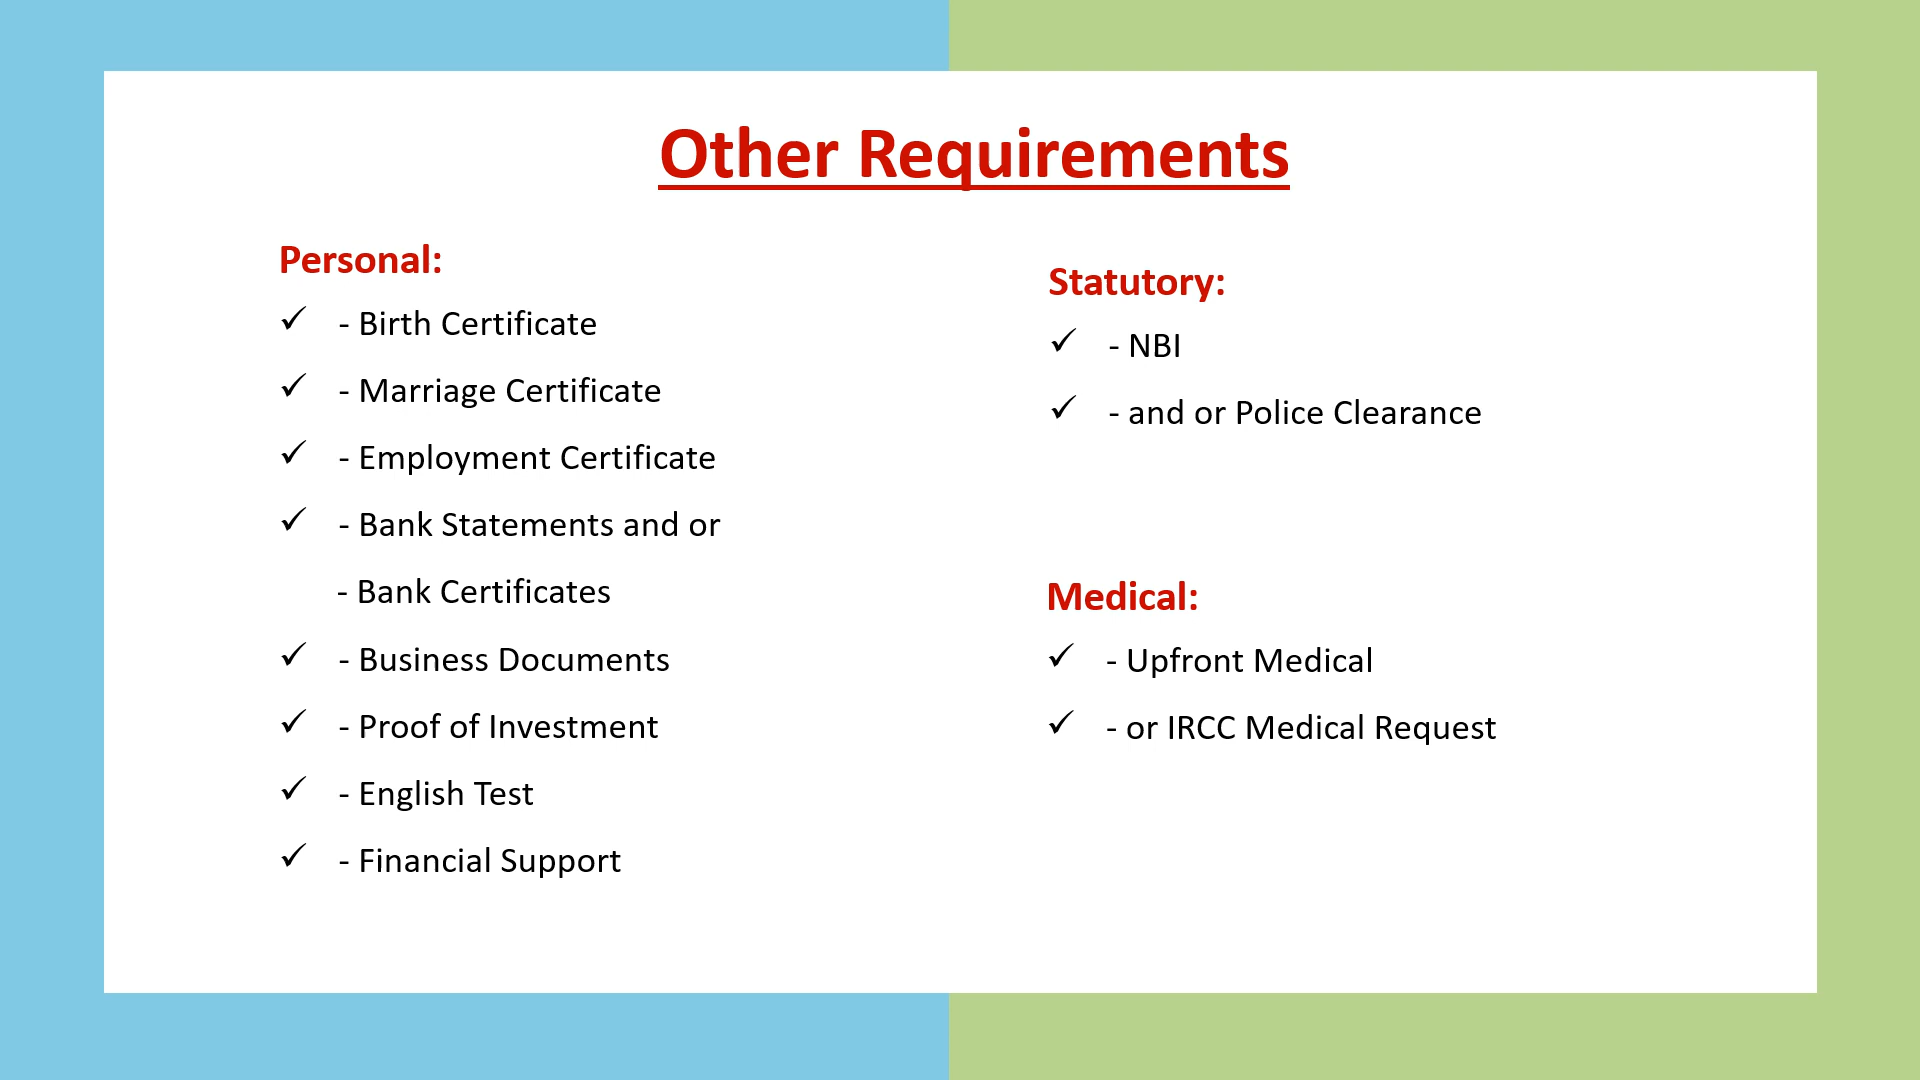 Other Requirements
Personal:
✓ - Birth Certificate
✓ - Marriage Certificate
✓ - Employment Certificate
✓ - Bank Statements and or
- Bank Certificates
✓ - Business Documents
✓ - Proof of Investment
✓ - English Test
✓ - Financial Support
Statutory:
✓ - NBI
✓ - and or Police Clearance
Medical:
✓ - Upfront Medical
✓ - or IRCC Medical Request